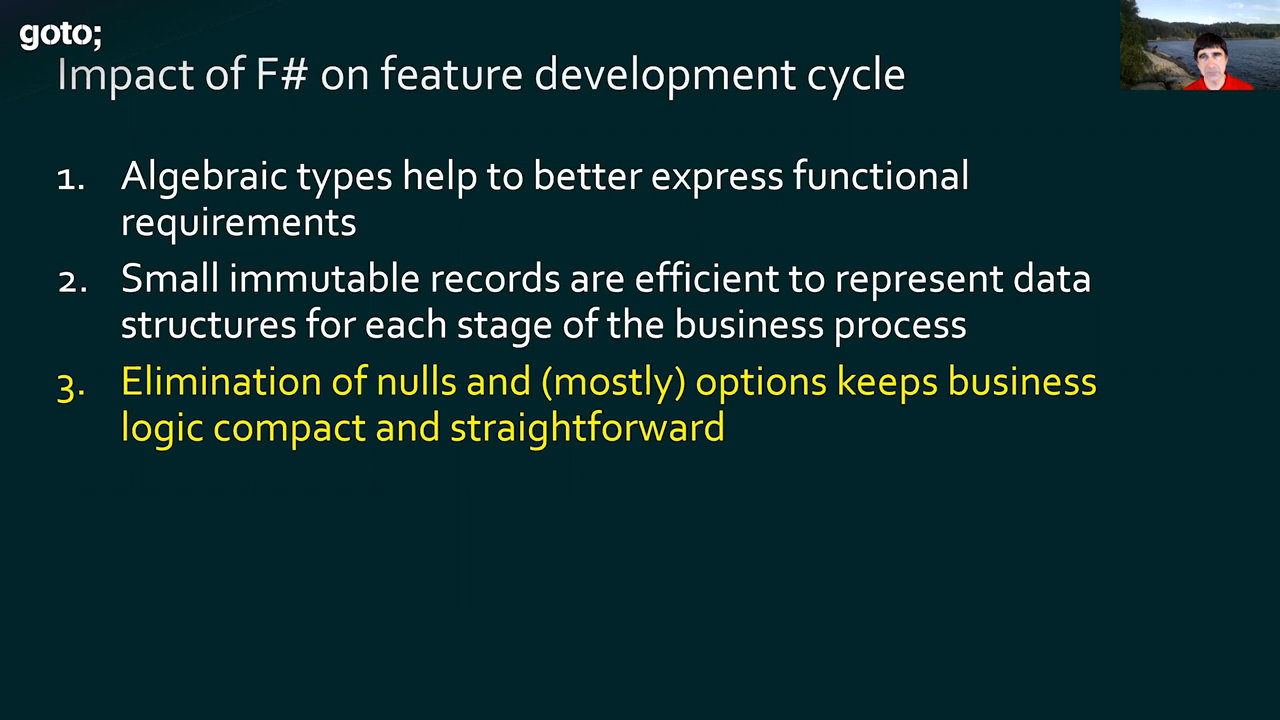 goto;
Impact of F# on feature development cycle
1. Algebraic types help to better express functional
requirements
2. Small immutable records are efficient to represent data
structures for each stage of the business process
3. Elimination of nulls and (mostly) options keeps business
logic compact and straightforward